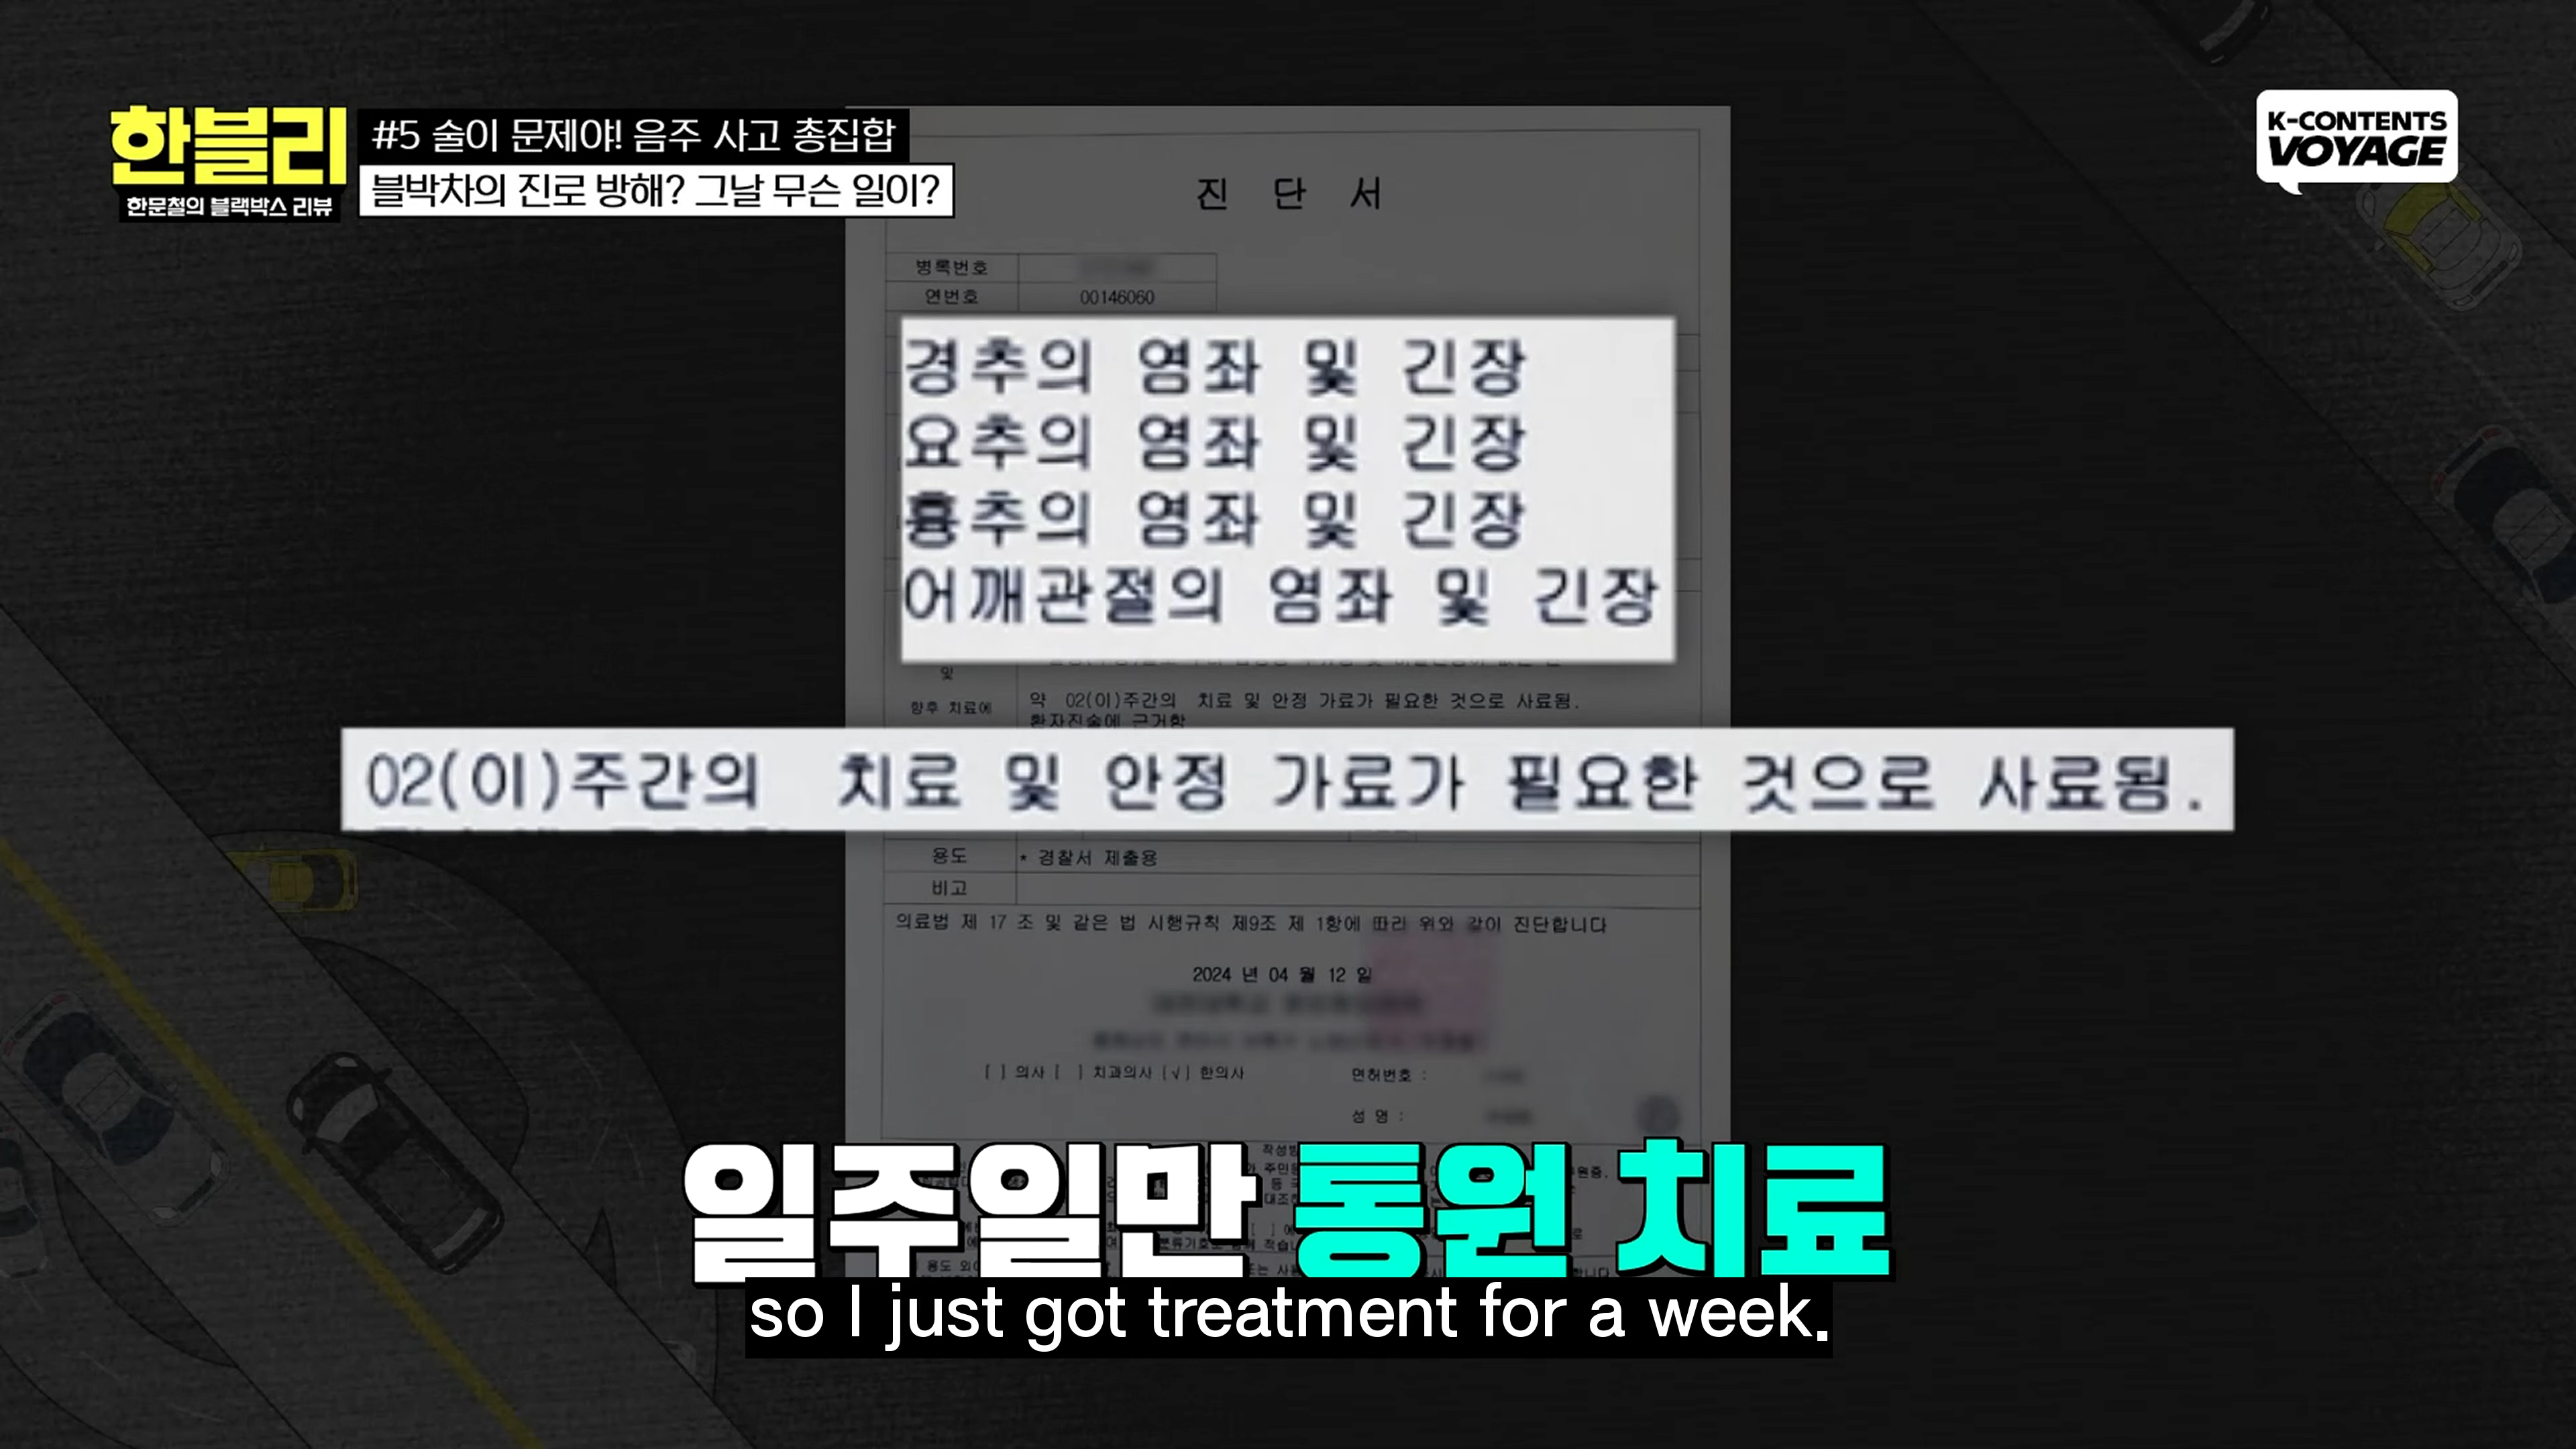 한블리
한문철의 블랙박스 리뷰
#5 술이 문제야! 음주 사고 총집합
블박차의 진로 방해? 그날 무슨 일이?
K-CONTENTS
VOYAGE
진 단 서
병록번호
연번호 00146060
경추의 염좌 및 긴장
요추의 염좌 및 긴장
흉추의 염좌 및 긴장
어깨관절의 염좌 및 긴장
및
향후 치료에
약 02(이)주간의 치료 및 안정 가료가 필요한 것으로 사료됨.
환자진술에 근거함
02(이)주간의 치료 및 안정 가료가 필요한 것으로 사료됨.
용도 * 경찰서 제출용
비고
의료법 제 17 조 및 같은 법 시행규칙 제9조 제 1항에 따라 위와 같이 진단합니다
2024 년 04 월 12 일
[ ] 의사 [ ] 치과의사 [√] 한의사
면허번호 :
성 명 :
일주일만 통원 치료
so I just got treatment for a week.